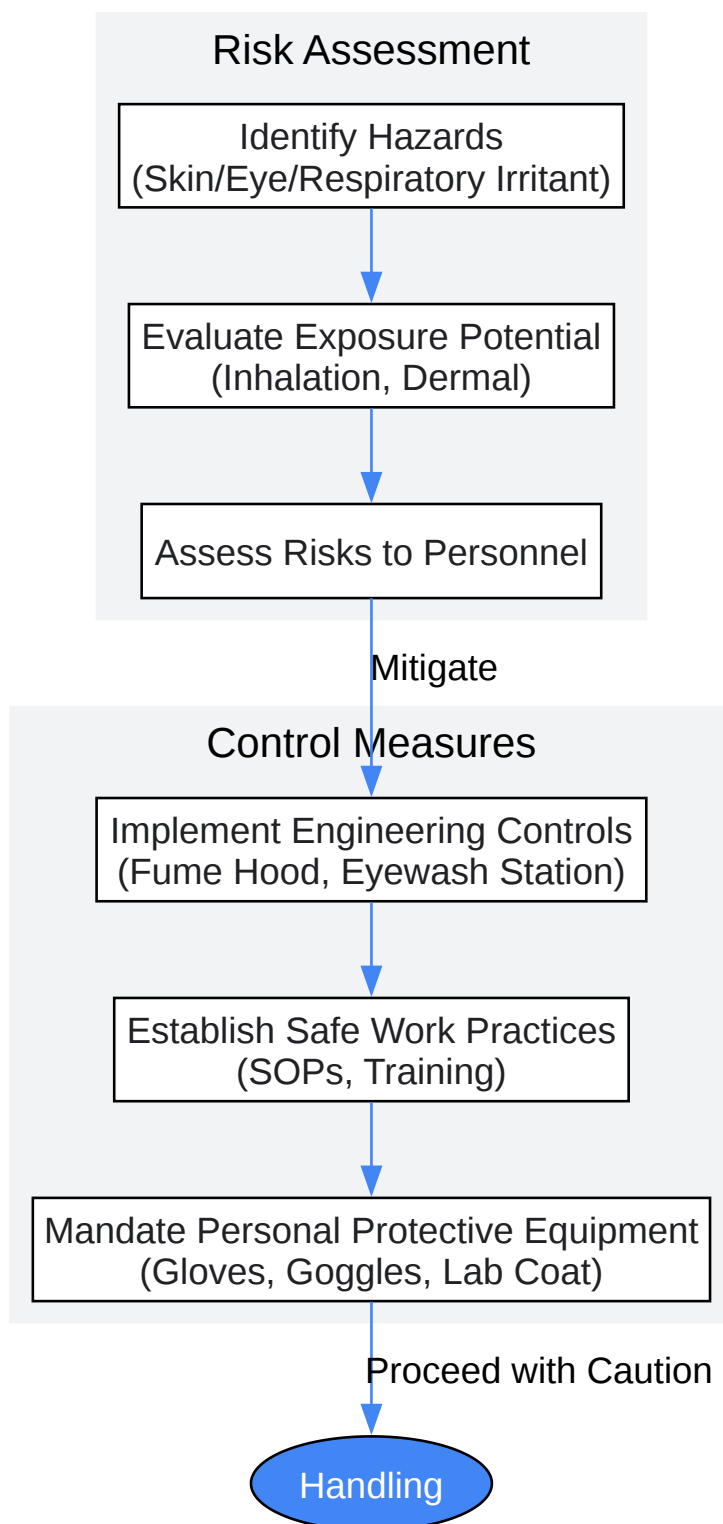 Risk Assessment
Identify Hazards
(Skin/Eye/Respiratory Irritant)
Evaluate Exposure Potential
(Inhalation, Dermal)
Assess Risks to Personnel
Mitigate
Control Measures
Implement Engineering Controls
(Fume Hood, Eyewash Station)
Establish Safe Work Practices
(SOPs, Training)
Mandate Personal Protective Equipment
(Gloves, Goggles, Lab Coat)
Proceed with Caution
Handling